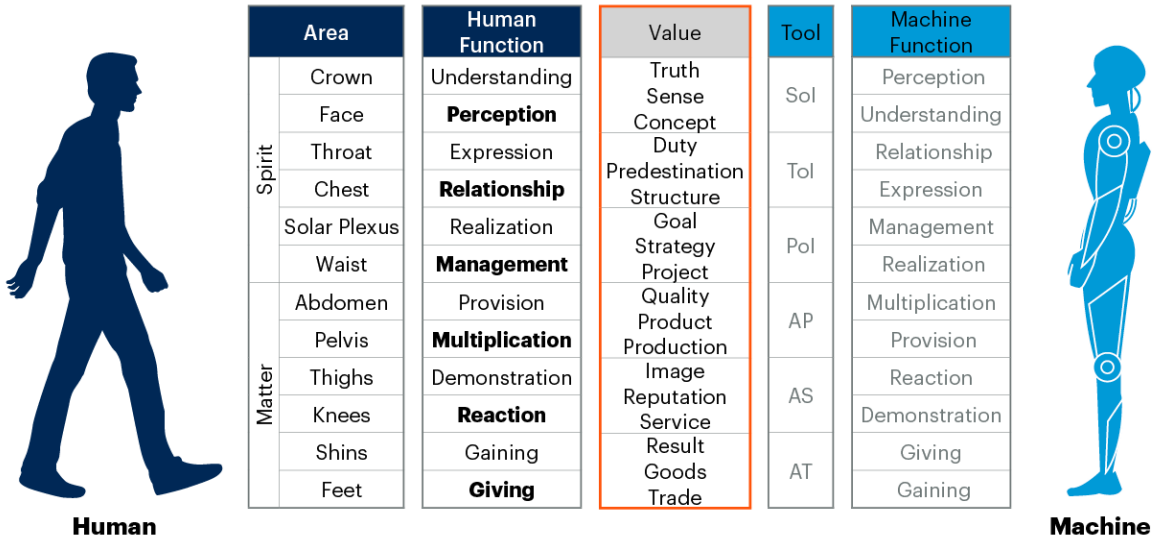 Area
Spirit
Crown
Face
Throat
Chest
Solar Plexus
Waist
Matter
Abdomen
Pelvis
Thighs
Knees
Shins
Feet
Human
Function
Understanding
Perception
Expression
Relationship
Realization
Management
Provision
Multiplication
Demonstration
Reaction
Gaining
Giving
Value
Truth
Sense
Concept
Duty
Predestination
Structure
Goal
Strategy
Project
Quality
Product
Production
Image
Reputation
Service
Result
Goods
Trade
Tool
SoI
ToI
PoI
AP
AS
AT
Machine
Function
Perception
Understanding
Relationship
Expression
Management
Realization
Multiplication
Provision
Reaction
Demonstration
Giving
Gaining
Human
Machine